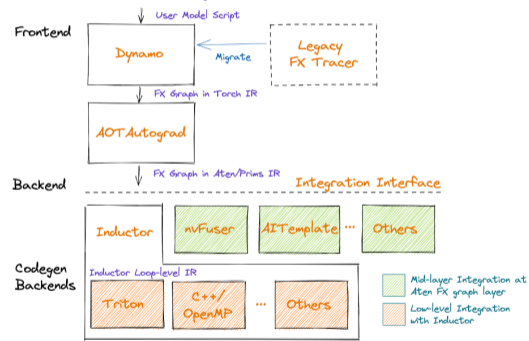 User Model Script
Frontend
Dynamo
Migrate
Legacy
FX Tracer
FX Graph in Torch IR
AOTAutograd
FX Graph in Aten/Prims IR
Backend
Integration Interface
Inductor
nvFuser
AITemplate
...
Others
Codegen
Backends
Inductor Loop-level IR
Triton
C++/
OpenMP
...
Others
Mid-layer Integration at
Aten FX graph layer
Low-level Integration
with Inductor